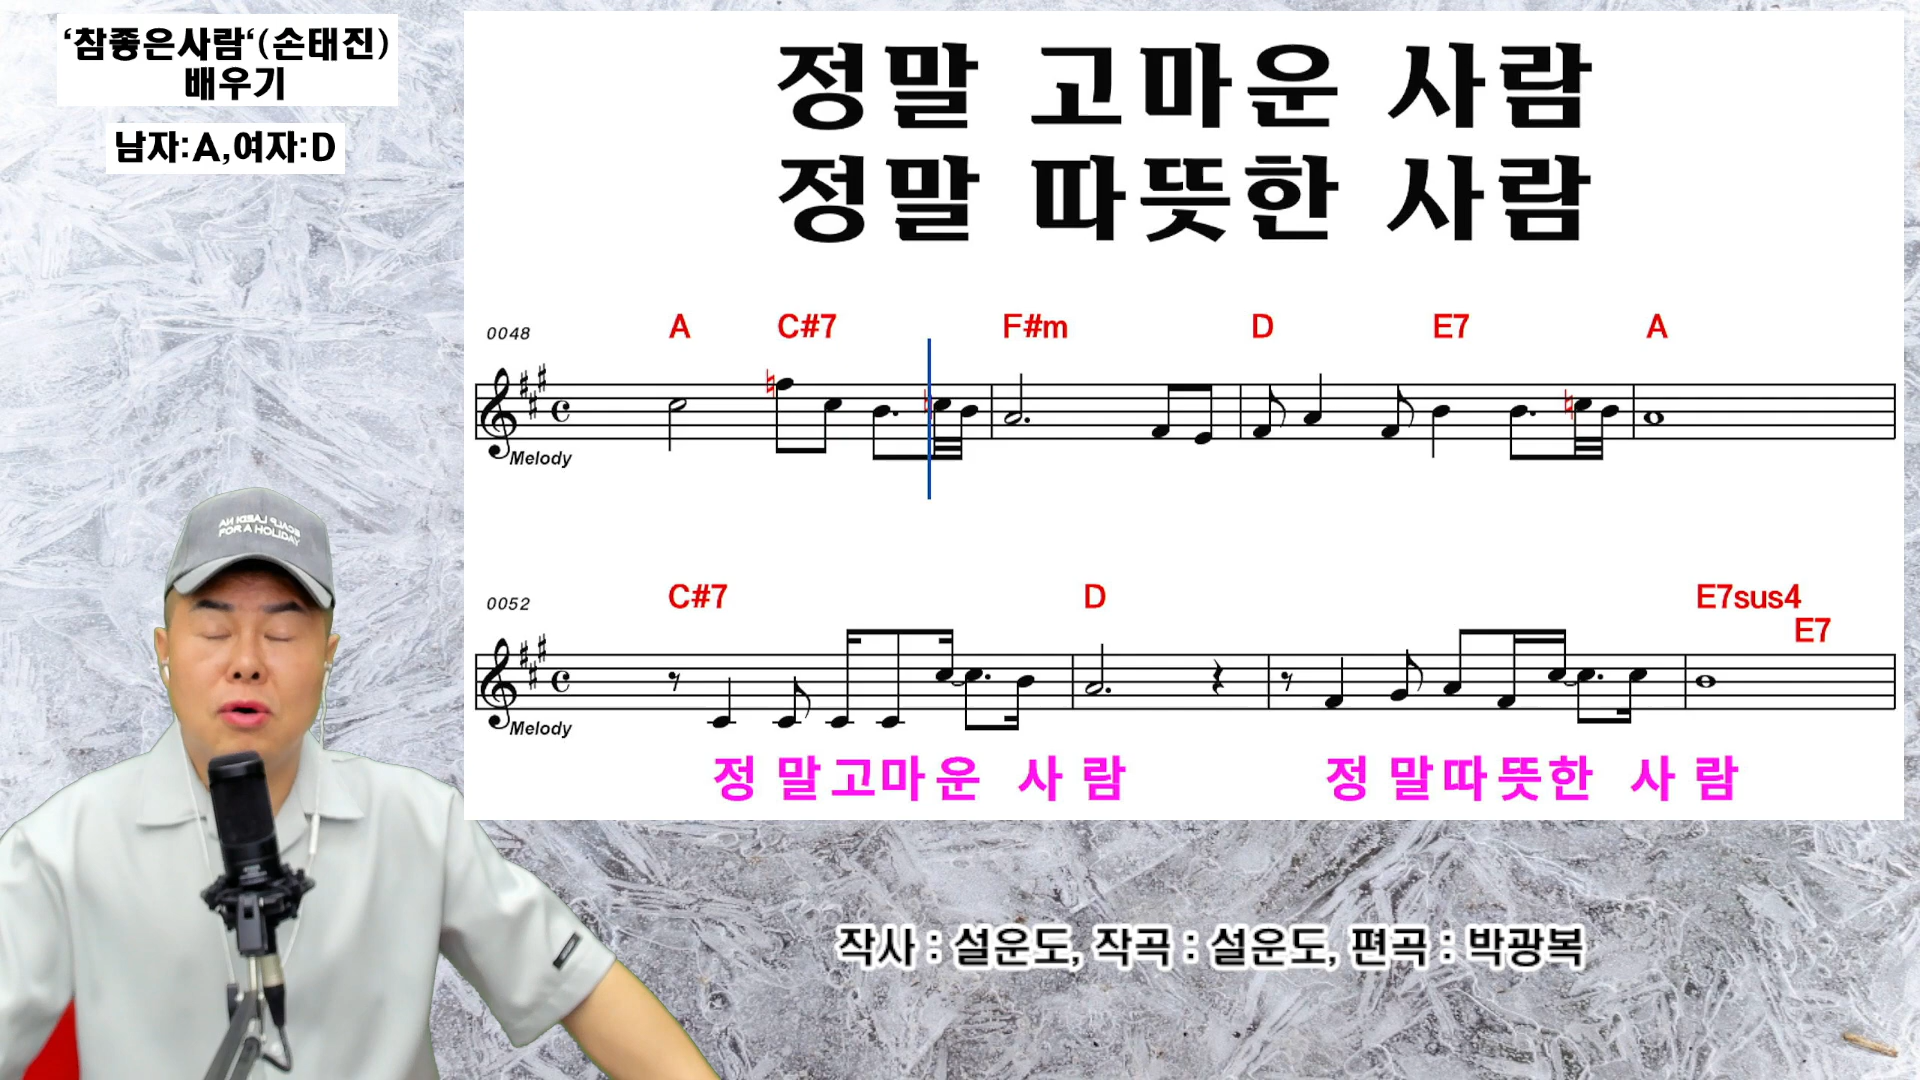 ‘참좋은사람‘(손태진)
배우기
남자:A,여자:D
정말 고마운 사람
정말 따뜻한 사람
0048
A C#7 F#m D E7 A
Melody
0052
C#7 D E7sus4
E7
Melody
정 말고마운 사 람 정 말따뜻한 사 람
FOR A HOLIDAY
작사 : 설운도, 작곡 : 설운도, 편곡 : 박광복